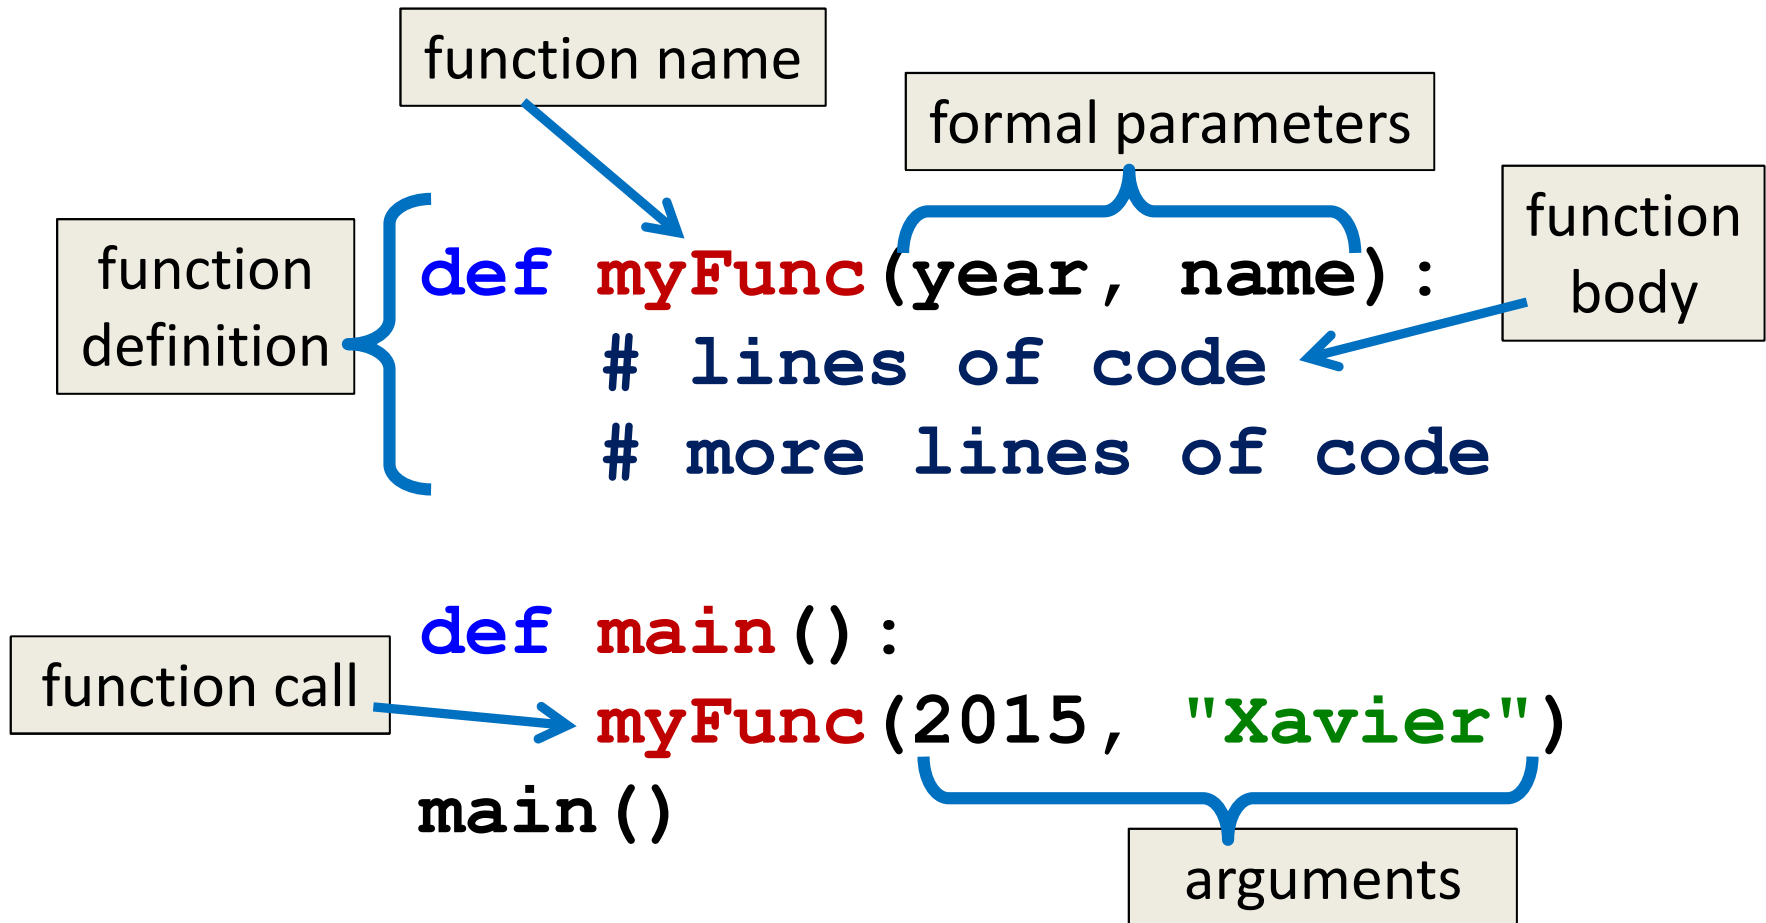 function name
formal parameters
function
body
function
definition
def myFunc(year, name):
# lines of code
# more lines of code
def main():
function call
myFunc(2015, "Xavier")
main()
arguments